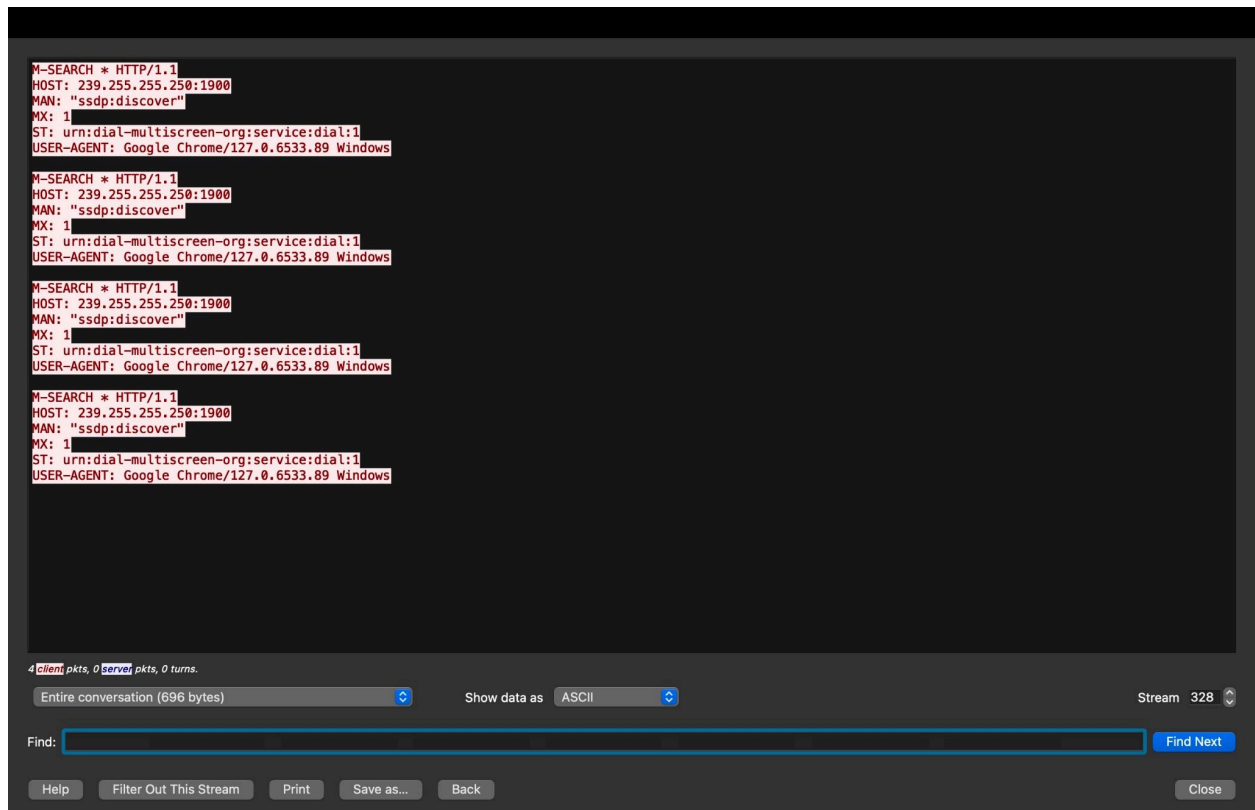 M-SEARCH * HTTP/1.1
HOST: 239.255.255.250:1900
MAN: "ssdp:discover"
MX: 1
ST: urn:dial-multiscreen-org:service:dial:1
USER-AGENT: Google Chrome/127.0.6533.89 Windows
M-SEARCH * HTTP/1.1
HOST: 239.255.255.250:1900
MAN: "ssdp:discover"
MX: 1
ST: urn:dial-multiscreen-org:service:dial:1
USER-AGENT: Google Chrome/127.0.6533.89 Windows
M-SEARCH * HTTP/1.1
HOST: 239.255.255.250:1900
MAN: "ssdp:discover"
MX: 1
ST: urn:dial-multiscreen-org:service:dial:1
USER-AGENT: Google Chrome/127.0.6533.89 Windows
M-SEARCH * HTTP/1.1
HOST: 239.255.255.250:1900
MAN: "ssdp:discover"
MX: 1
ST: urn:dial-multiscreen-org:service:dial:1
USER-AGENT: Google Chrome/127.0.6533.89 Windows
4 client pkts, 0 server pkts, 0 turns.
Entire conversation (696 bytes) Show data as ASCII Stream 328
Find: Find Next
Help Filter Out This Stream Print Save as... Back Close